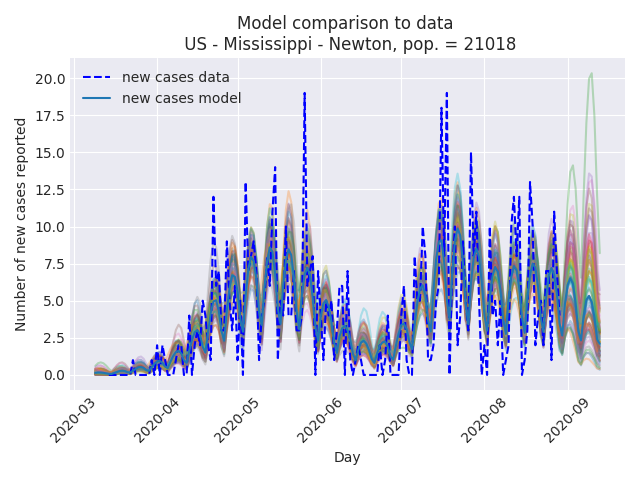 Model comparison to data
US - Mississippi - Newton, pop. = 21018
new cases data
new cases model
Number of new cases reported
20.0
17.5
15.0
12.5
10.0
7.5
5.0
2.5
0.0
2020-03
2020-04
2020-05
2020-06
2020-07
2020-08
2020-09
Day